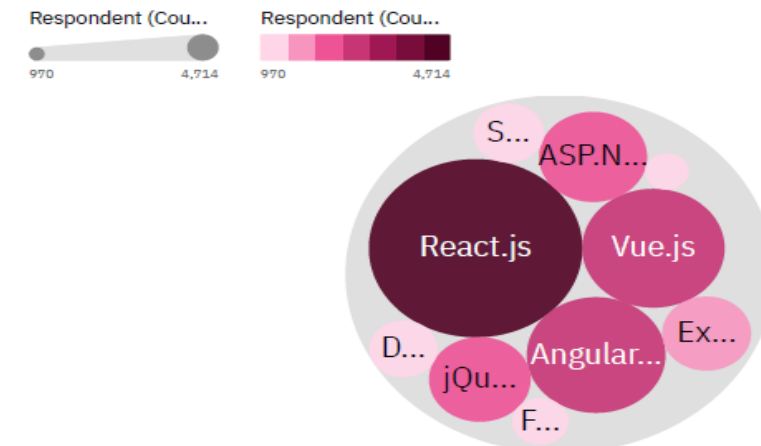 Respondent (Cou...
Respondent (Cou...
970
4,714
970
4,714
S...
ASP.N...
React.js
Vue.js
D...
Ex...
Angular...
jQu...
F...